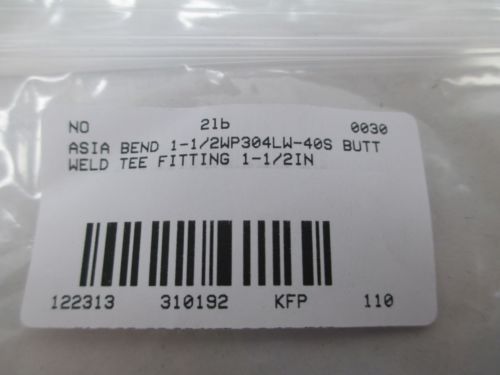 NO 2lb 0030
ASIA BEND 1-1/2WP304LW-40S BUTT
WELD TEE FITTING 1-1/2IN
122313 310192 KFP 110